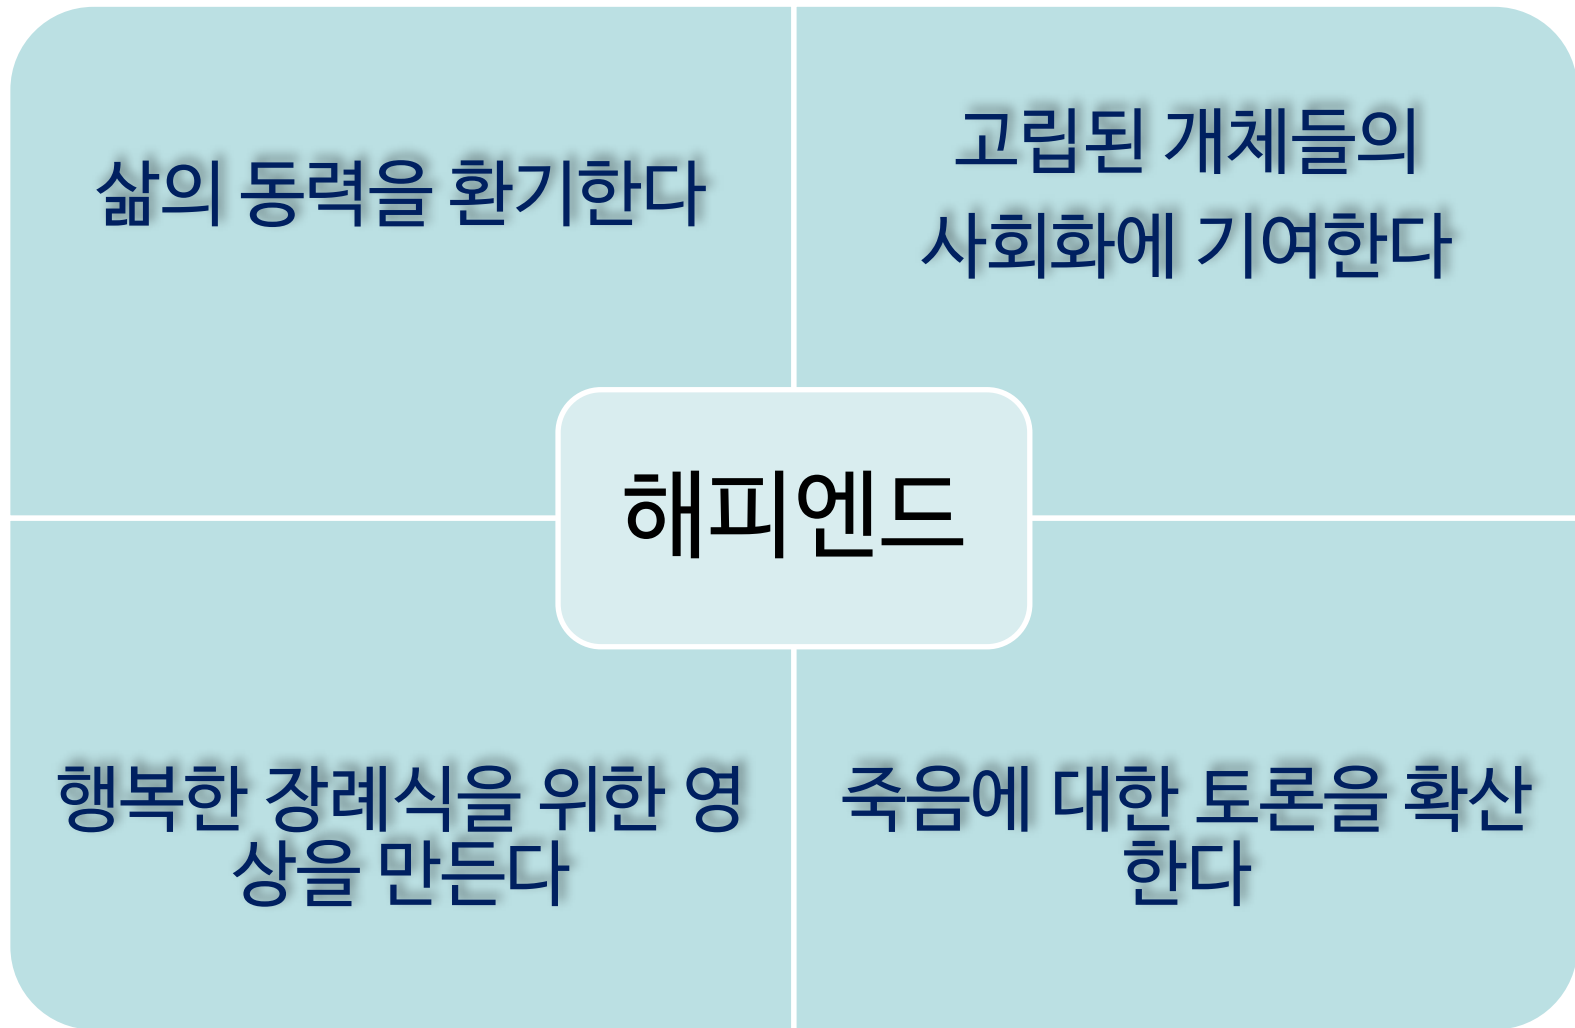 삶의 동력을 환기한다
고립된 개체들의
사회화에 기여한다
해피엔드
행복한 장례식을 위한 영
상을 만든다
죽음에 대한 토론을 확산
한다